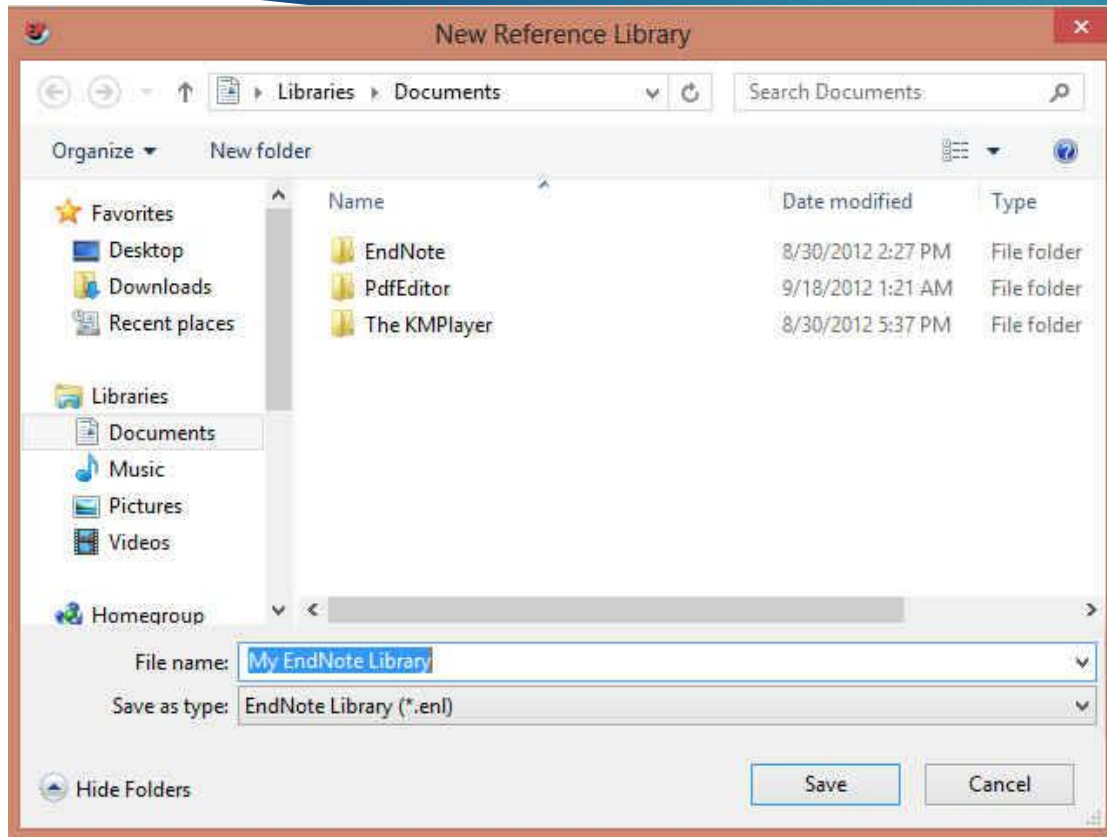 New Reference Library
Libraries Documents
Search Documents
Organize New folder
Favorites
Desktop
Downloads
Recent places
Libraries
Documents
Music
Pictures
Videos
Homegroup
Name Date modified Type
EndNote 8/30/2012 2:27 PM File folder
PdfEditor 9/18/2012 1:21 AM File folder
The KMPlayer 8/30/2012 5:37 PM File folder
File name: My EndNote Library
Save as type: EndNote Library (*.enl)
Hide Folders Save Cancel